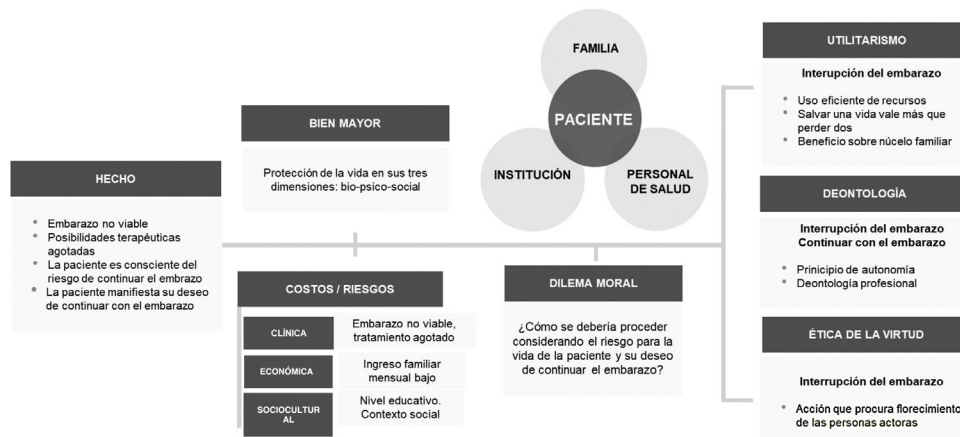 HECHO
• Embarazo no viable
• Posibilidades terapéuticas
agotadas
• La paciente es consciente del
riesgo de continuar el embrazo
• La paciente manifiesta su deseo
de continuar con el embarazo
BIEN MAYOR
Protección de la vida en sus tres
dimensiones: bio-psico-social
COSTOS / RIESGOS
CLÍNICA
Embarazo no viable,
tratamiento agotado
ECONÓMICA
Ingreso familiar
mensual bajo
SOCIOCULTUR
AL
Nivel educativo.
Contexto social
FAMILIA
PACIENTE
INSTITUCIÓN
PERSONAL
DE SALUD
DILEMA MORAL
¿Cómo se debería proceder
considerando el riesgo para la
vida de la paciente y su deseo
de continuar el embarazo?
UTILITARISMO
Interupción del embarazo
• Uso eficiente de recursos
• Salvar una vida vale más que
perder dos
• Beneficio sobre núcelo familiar
DEONTOLOGÍA
Interrupción del embarazo
Continuar con el embarazo
• Prinicipio de autonomía
• Deontología profesional
ÉTICA DE LA VIRTUD
Interrupción del embarazo
• Acción que procura florecimiento
de las personas actoras